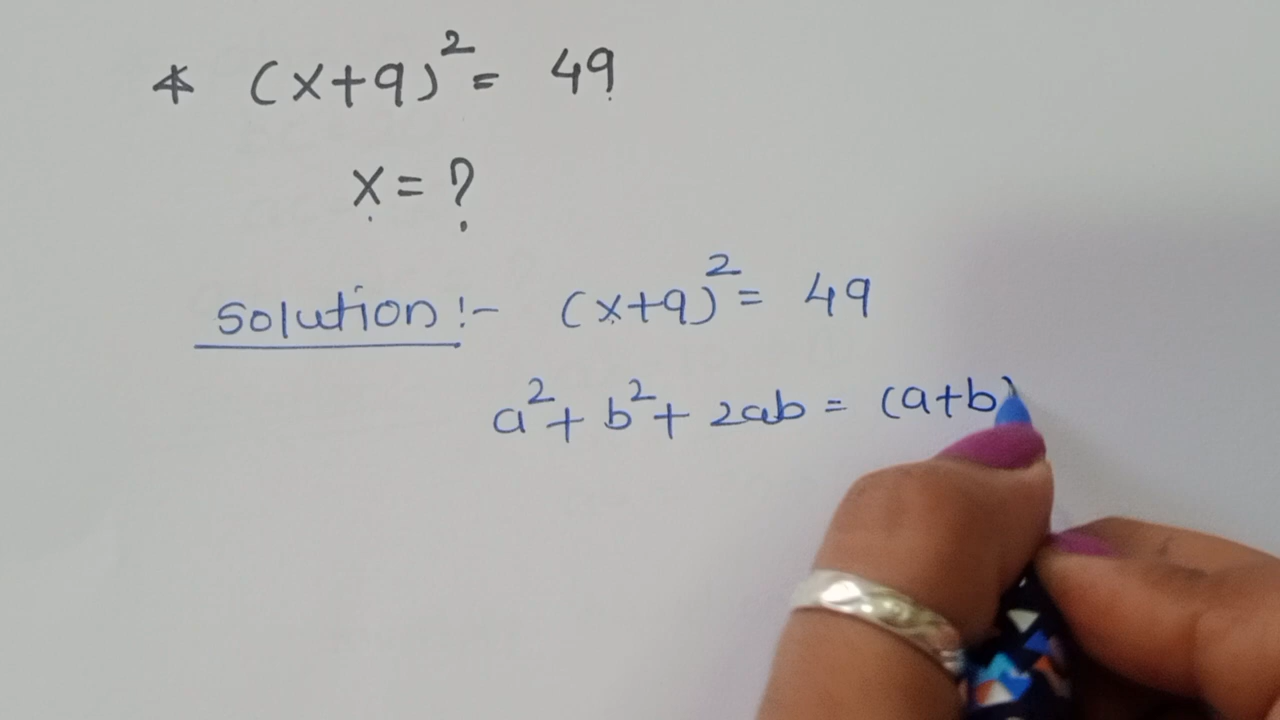 * (x+9)² = 49
x = ?
Solution :- (x+9)² = 49
a² + b² + 2ab = (a+b)